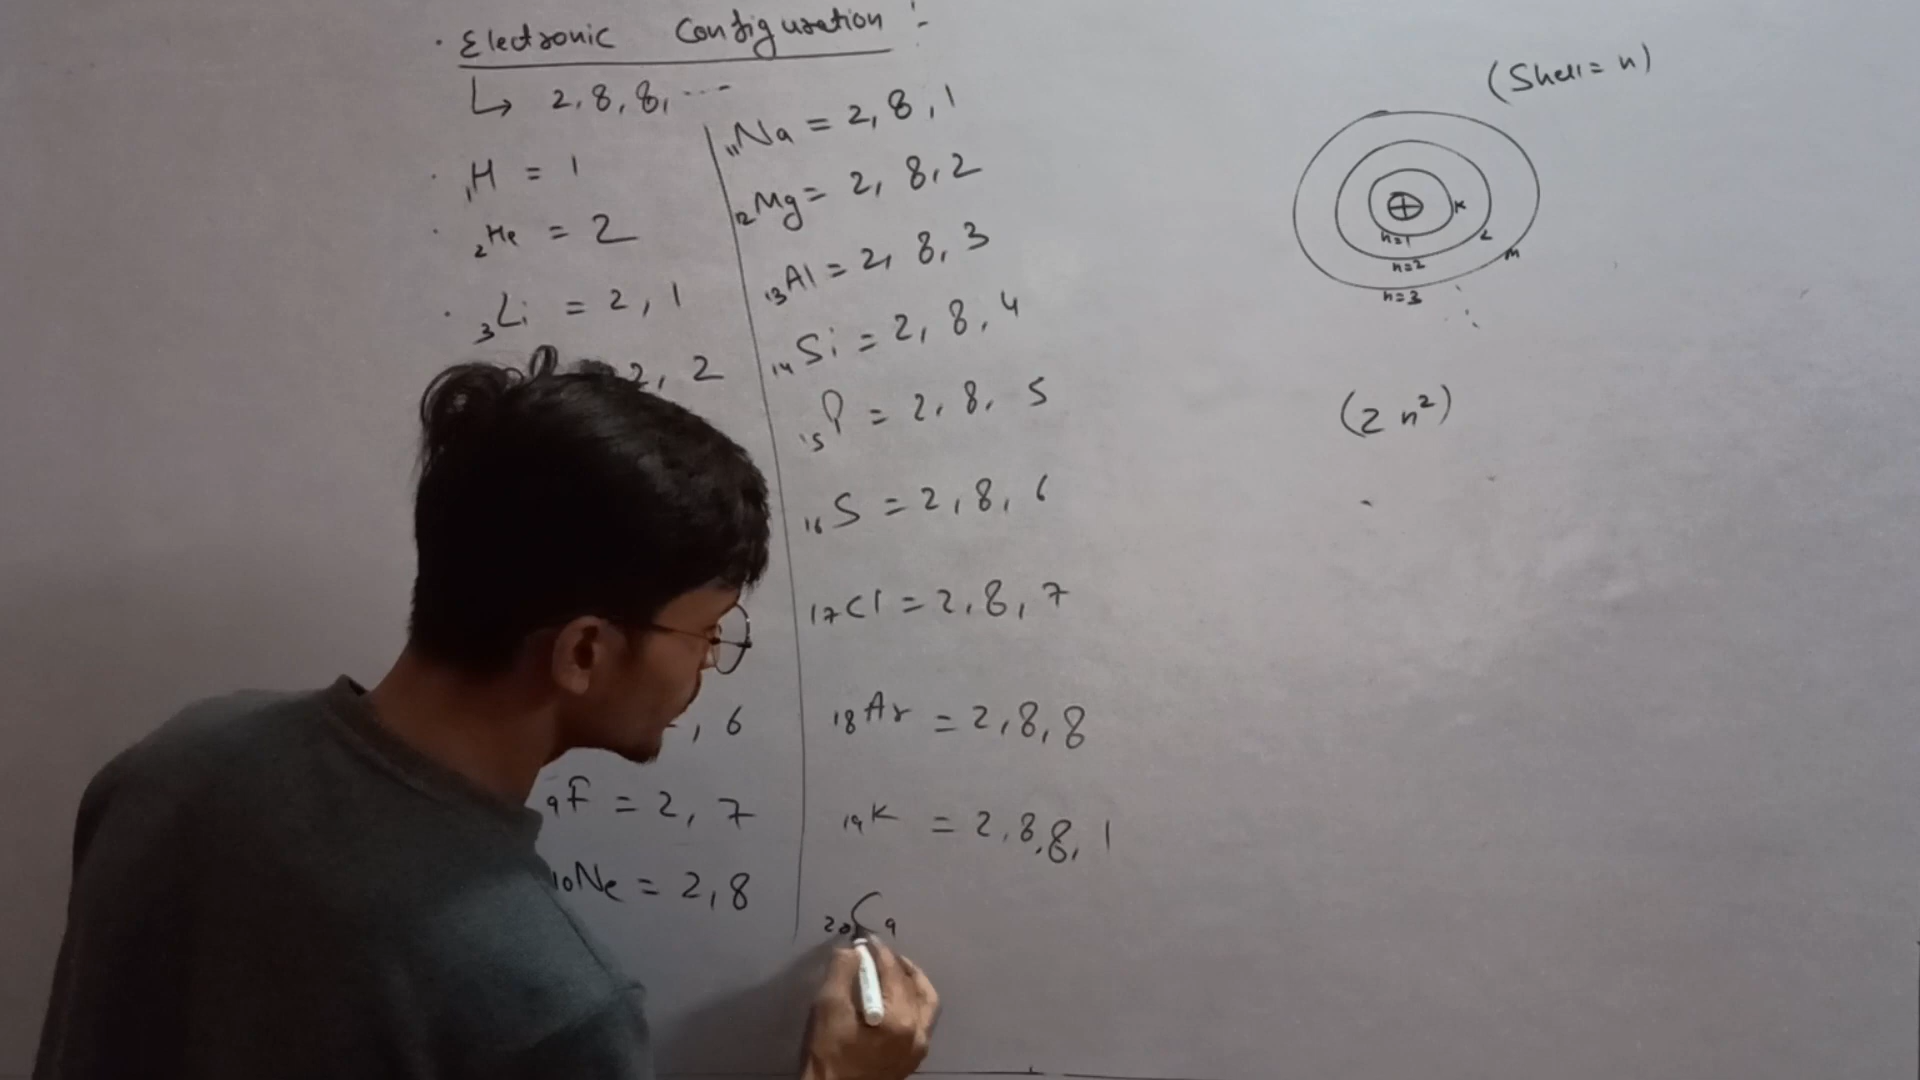 · Electronic Configuration :-
↳ 2, 8, 8, ...
· 1H = 1
· 2He = 2
· 3Li = 2, 1
2, 2
, 6
9F = 2, 7
10Ne = 2, 8
11Na = 2, 8, 1
12Mg = 2, 8, 2
13Al = 2, 8, 3
14Si = 2, 8, 4
15P = 2, 8, 5
16S = 2, 8, 6
17Cl = 2, 8, 7
18Ar = 2, 8, 8
19K = 2, 8, 8, 1
20Ca
(Shell = n)
K
n=1
L
n=2
M
n=3
(2 n²)